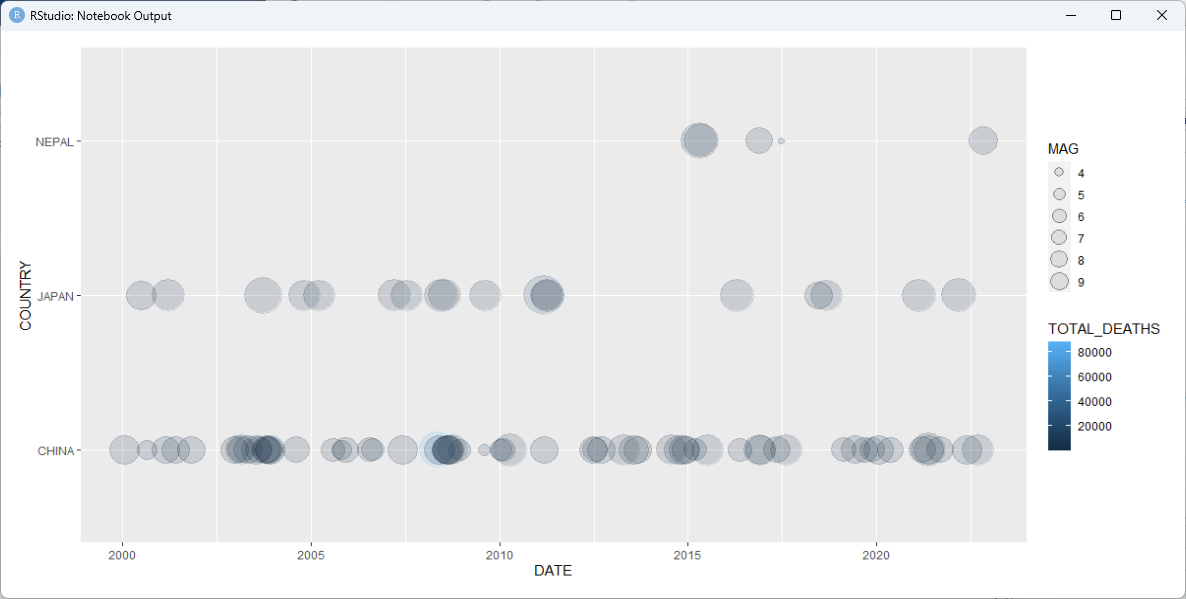 R RStudio: Notebook Output
COUNTRY
NEPAL
JAPAN
CHINA
2000 2005 2010 2015 2020
DATE
MAG
4
5
6
7
8
9
TOTAL_DEATHS
80000
60000
40000
20000